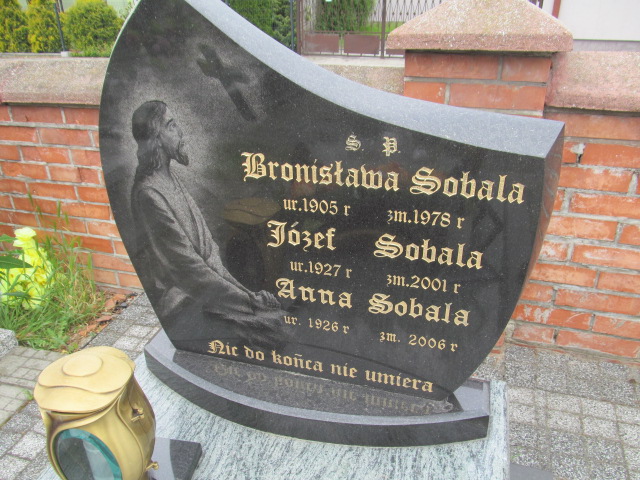 Ś. P.
Bronisława Sobala
ur. 1905 r zm. 1978 r
Józef Sobala
ur. 1927 r zm. 2001 r
Anna Sobala
ur. 1926 r zm. 2006 r
Nic do końca nie umiera